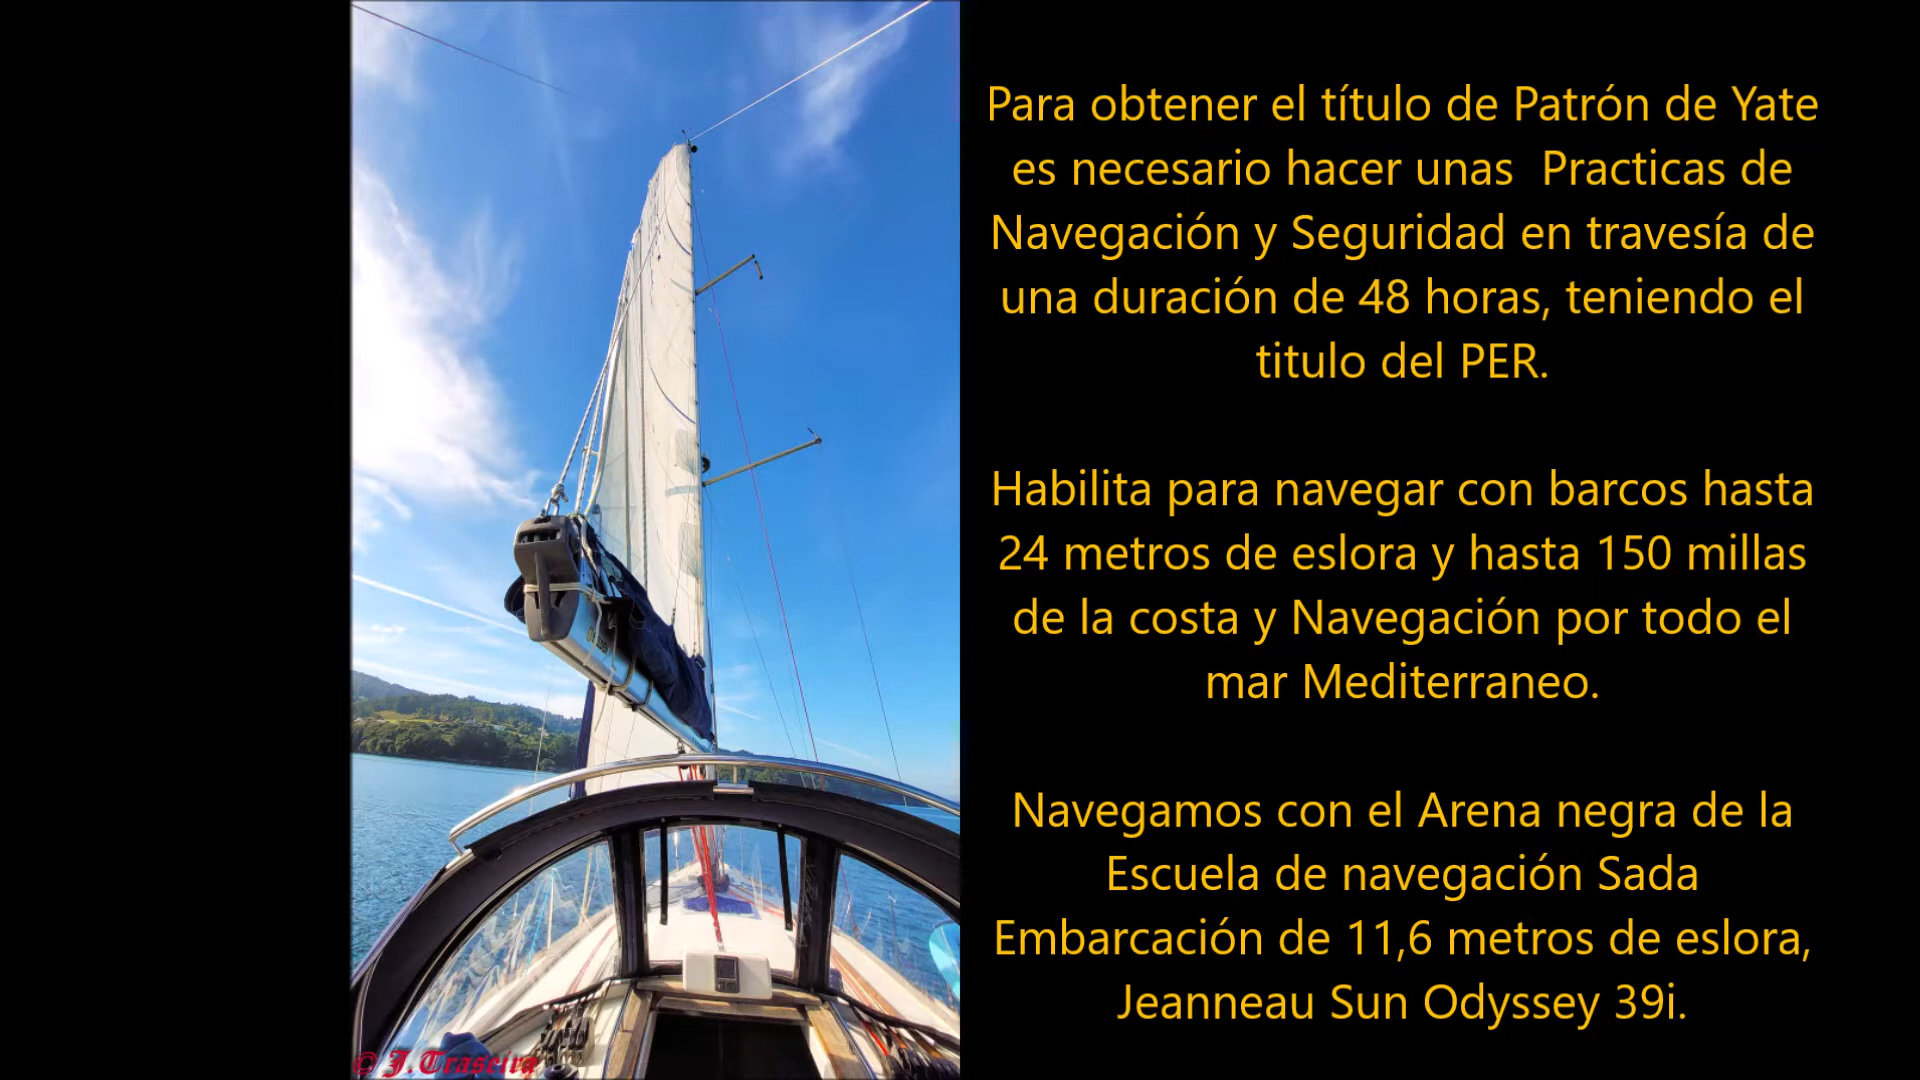 Para obtener el título de Patrón de Yate
es necesario hacer unas  Practicas de
Navegación y Seguridad en travesía de
una duración de 48 horas, teniendo el
titulo del PER.
Habilita para navegar con barcos hasta
24 metros de eslora y hasta 150 millas
de la costa y Navegación por todo el
mar Mediterraneo.
Navegamos con el Arena negra de la
Escuela de navegación Sada
Embarcación de 11,6 metros de eslora,
Jeanneau Sun Odyssey 39i.
© J.Traseira